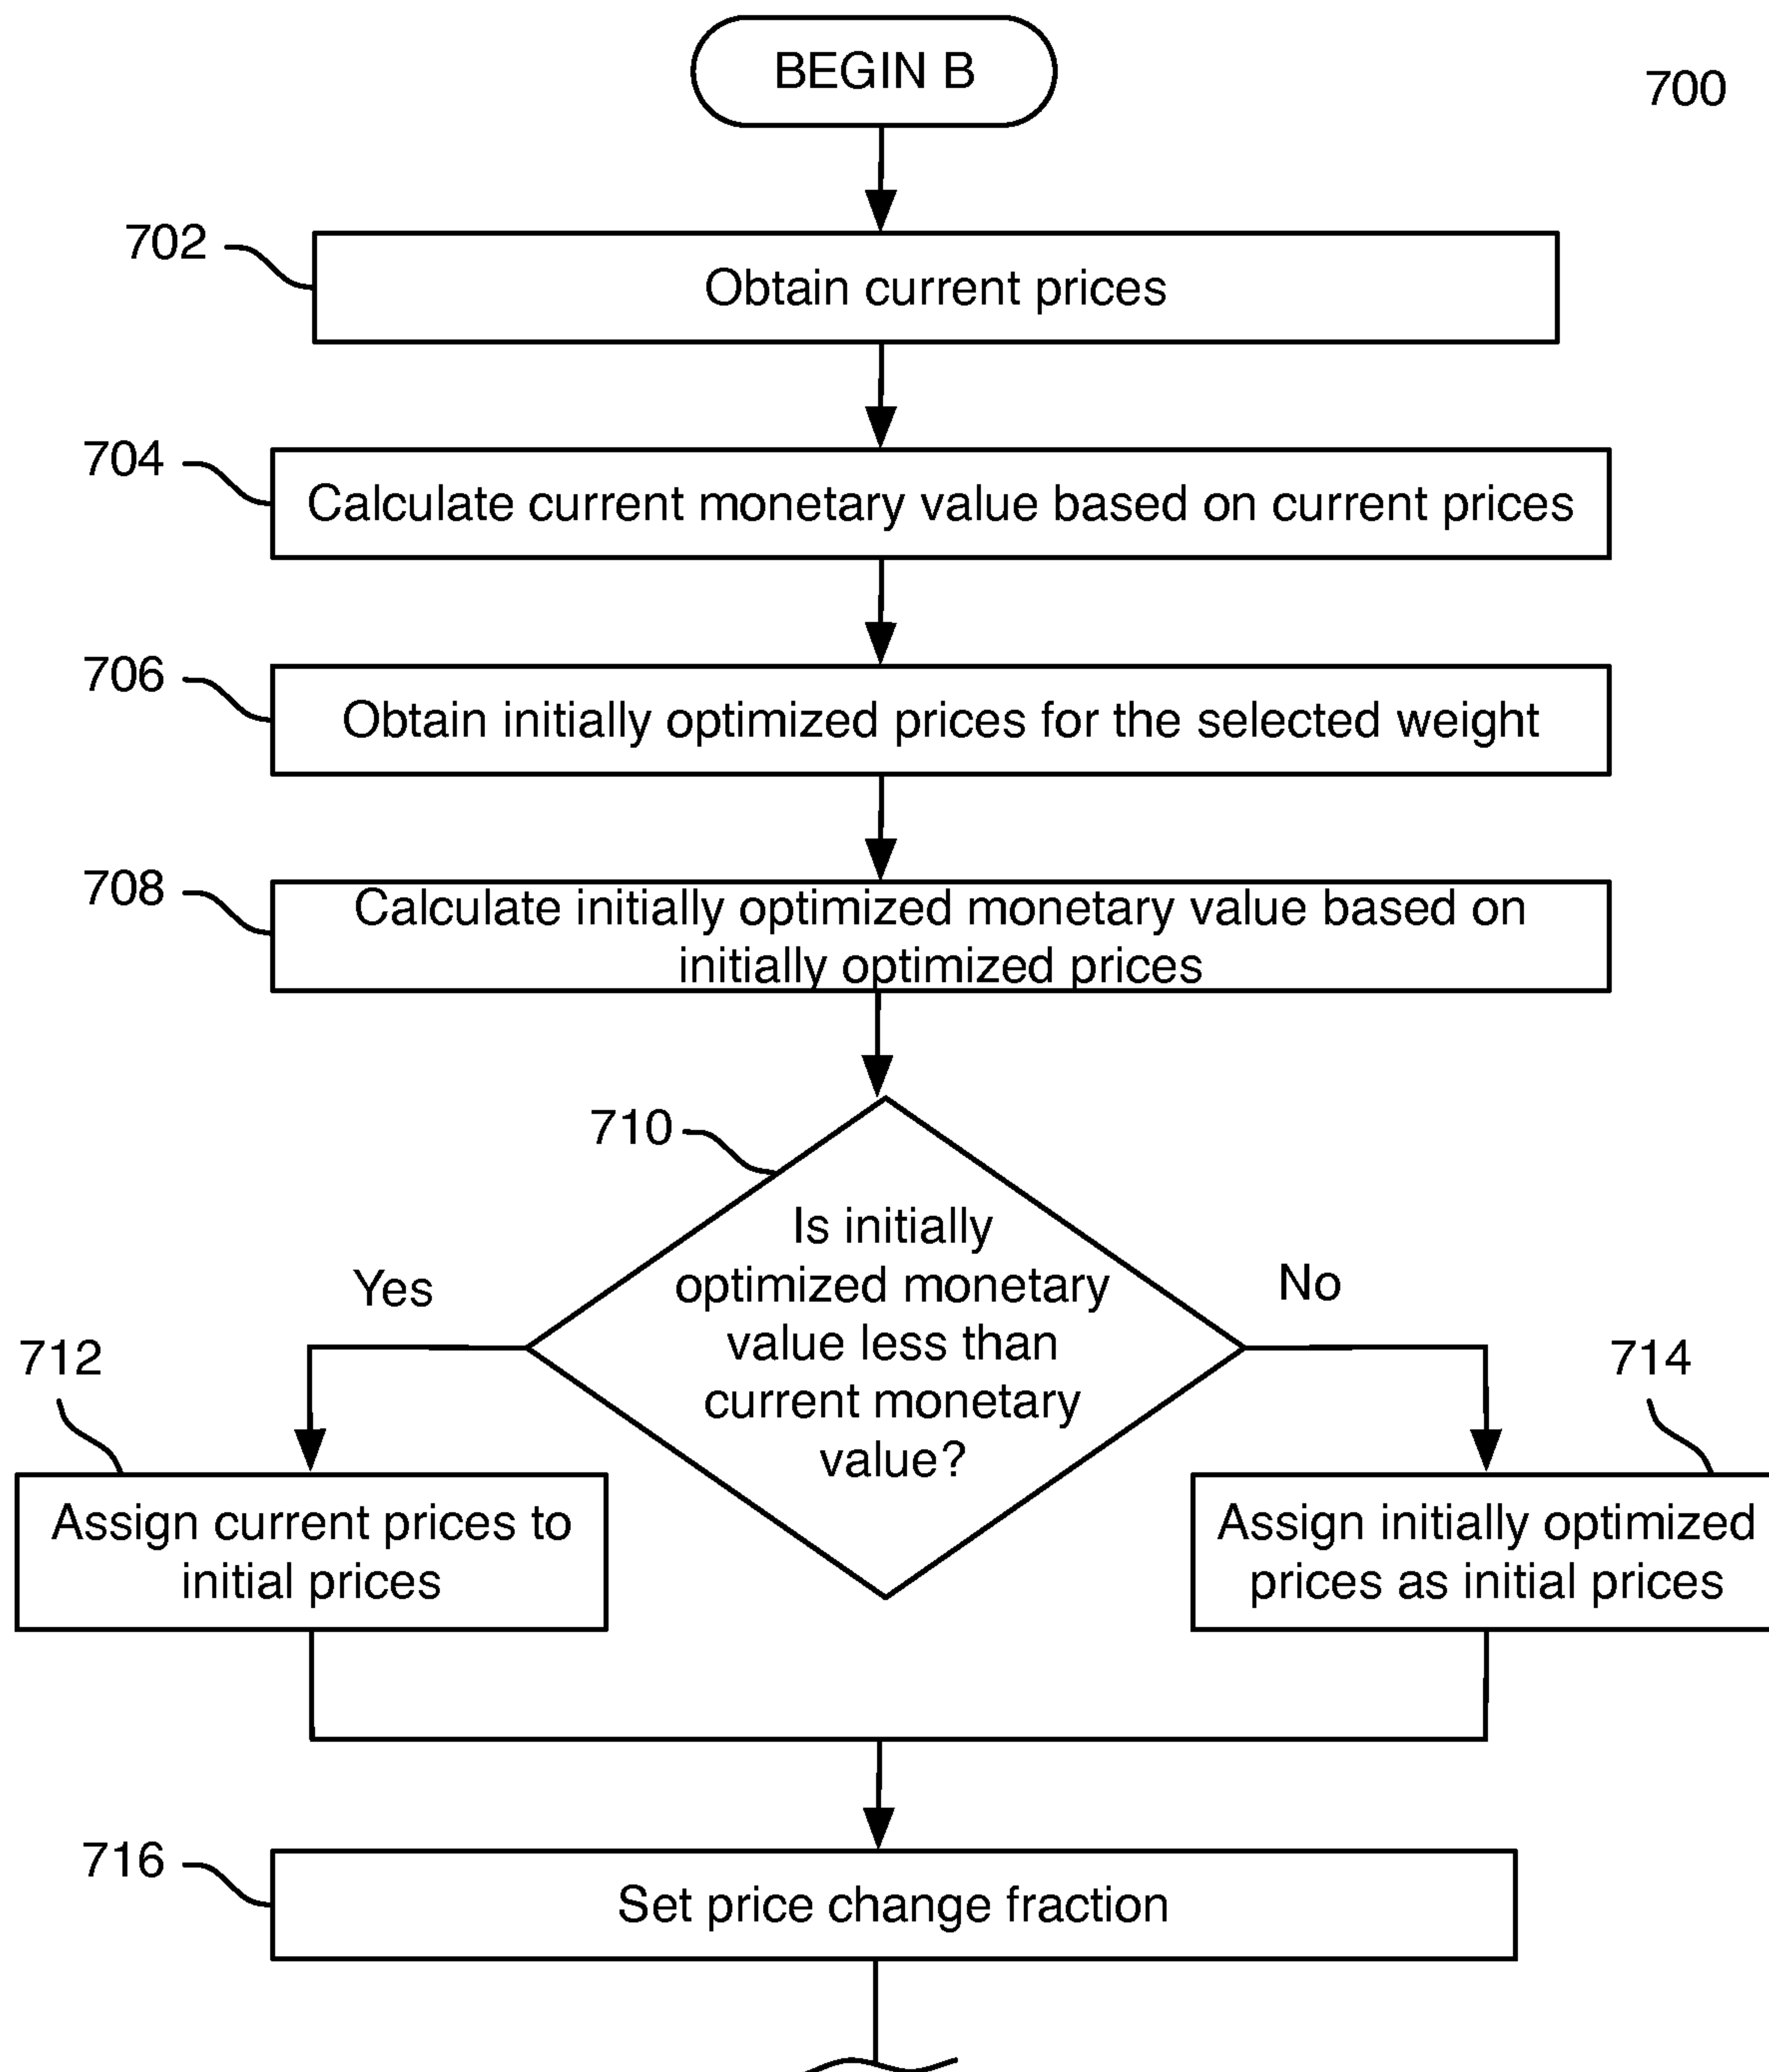 BEGIN B
700
702
Obtain current prices
704
Calculate current monetary value based on current prices
706
Obtain initially optimized prices for the selected weight
708
Calculate initially optimized monetary value based on
initially optimized prices
710
Is initially
optimized monetary
value less than
current monetary
value?
Yes
No
712
714
Assign current prices to
initial prices
Assign initially optimized
prices as initial prices
716
Set price change fraction